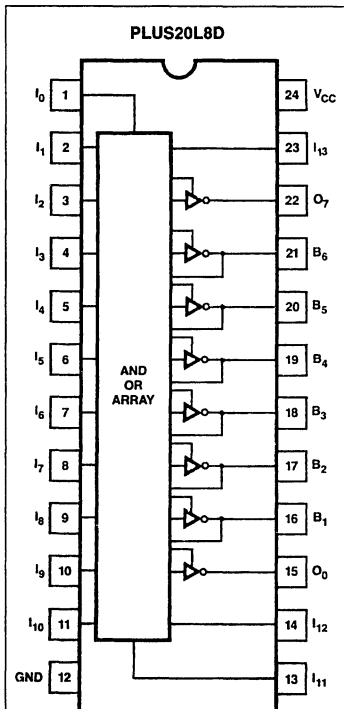 PLUS20L8D
I0 1 24 VCC
I1 2 23 I13
I2 3 22 O7
I3 4 21 B6
I4 5 20 B5
I5 6 19 B4
AND
OR
ARRAY
I6 7 18 B3
I7 8 17 B2
I8 9 16 B1
I9 10 15 O0
I10 11 14 I12
GND 12 13 I11